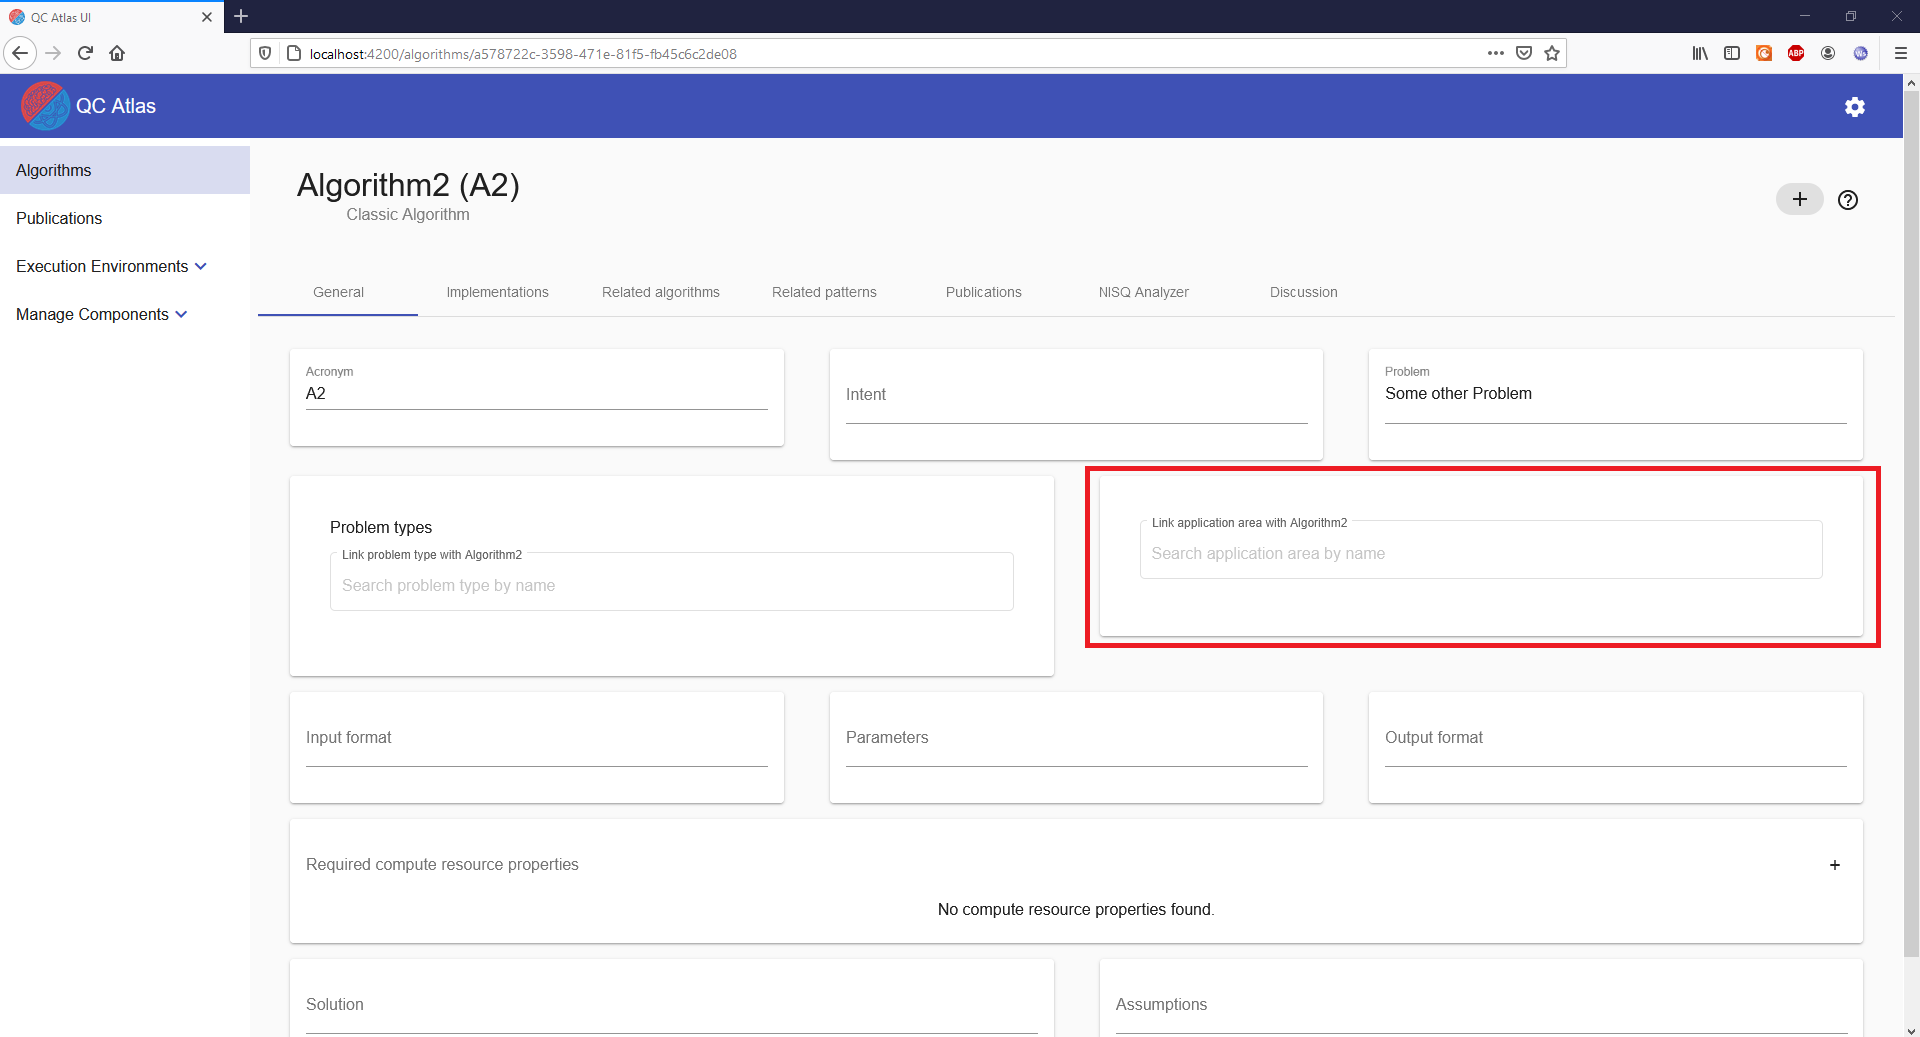 QC Atlas UI
localhost:4200/algorithms/a578722c-3598-471e-81f5-fb45c6c2de08
ABP
QC Atlas
Algorithms
Publications
Execution Environments
Manage Components
Algorithm2 (A2)
Classic Algorithm
General Implementations Related algorithms Related patterns Publications NISQ Analyzer Discussion
Acronym
A2
Intent
Problem
Some other Problem
Problem types
Link problem type with Algorithm2
Search problem type by name
Link application area with Algorithm2
Search application area by name
Input format
Parameters
Output format
Required compute resource properties
No compute resource properties found.
Solution
Assumptions